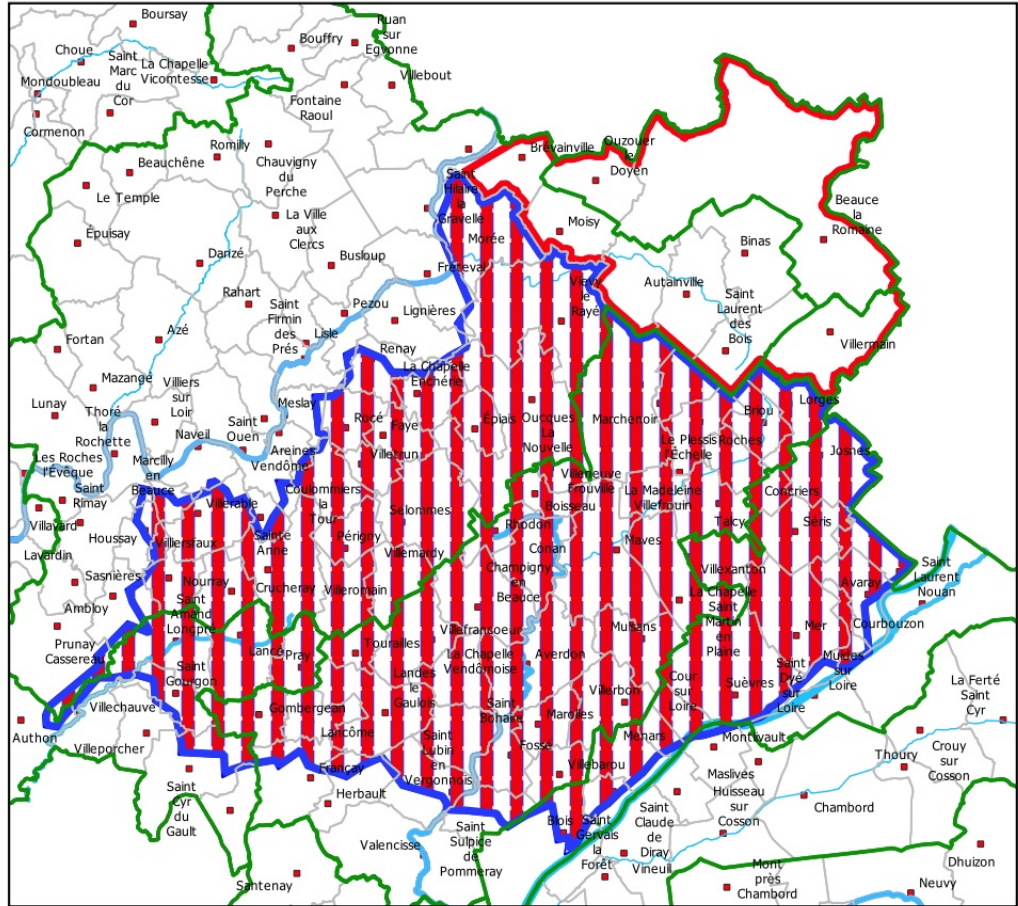 Boursay
Bouffry
Ruan
sur
Egvonne
Choue
Saint
Marc
du
Cor
La Chapelle
Vicomtesse
Villebout
Mondoubleau
Fontaine
Raoul
Cormenon
Romilly
Beauchêne
Chauvigny
du
Perche
Brévainville
Ouzouer
le
Doyen
Le Temple
Saint
Hilaire
la
Gravelle
Beauce
la
Romaine
La Ville
aux
Clercs
Moisy
Épuisay
Morée
Binas
Danzé
Busloup
Fréteval
Autainville
Viévy
le
Rayé
Rahart
Saint
Firmin
des
Prés
Pezou
Lignières
Saint
Laurent
des
Bois
Fortan
Azé
Lisle
Renay
Villermain
Mazangé
Villiers
sur
Loir
La Chapelle
Enchérie
Lunay
Thoré
la
Rochette
Meslay
Lorges
Briou
Naveil
Saint
Ouen
Rocé
Faye
Épiais
Oucques
La
Nouvelle
Marchenoir
Les Roches
l'Évêque
Marcilly
en
Beauce
Areines
Vendôme
Villetrun
Le Plessis
l'Échelle
Roches
Josnes
Saint
Rimay
Coulommiers
la
Tour
Villeneuve
Frouville
La Madeleine
Villefrouin
Concriers
Villavard
Villerable
Selommes
Boisseau
Talcy
Séris
Houssay
Villiersfaux
Sainte
Anne
Périgny
Rhodon
Conan
Maves
Lavardin
Villemardy
Champigny
en
Beauce
Villexanton
Saint
Laurent
Nouan
Sasnières
Nourray
Crucheray
Villeromain
La Chapelle
Saint
Martin
en
Plaine
Avaray
Ambloy
Saint
Amand
Longpré
Villefrancoeur
Mulsans
Mer
Courbouzon
Prunay
Cassereau
Lancé
Pray
Tourailles
La Chapelle
Vendômoise
Averdon
Muides
sur
Loire
Saint
Gourgon
Landes
le
Gaulois
Villerbon
Cour
sur
Loire
Suèvres
Saint
Dyé
sur
Loire
La Ferté
Saint
Cyr
Villechauve
Gombergean
Saint
Bohaire
Marolles
Authon
Villeporcher
Lancôme
Saint
Lubin
en
Vergonnois
Fossé
Menars
Montlivault
Crouy
sur
Cosson
Thoury
Françay
Villebarou
Maslives
Huisseau
sur
Cosson
Saint
Cyr
du
Gault
Herbault
Chambord
Saint
Sulpice
de
Pommeray
Blois
Saint
Gervais
la
Forêt
Saint
Claude
de
Diray
Vineuil
Valencisse
Dhuizon
Santenay
Mont
près
Chambord
Neuvy